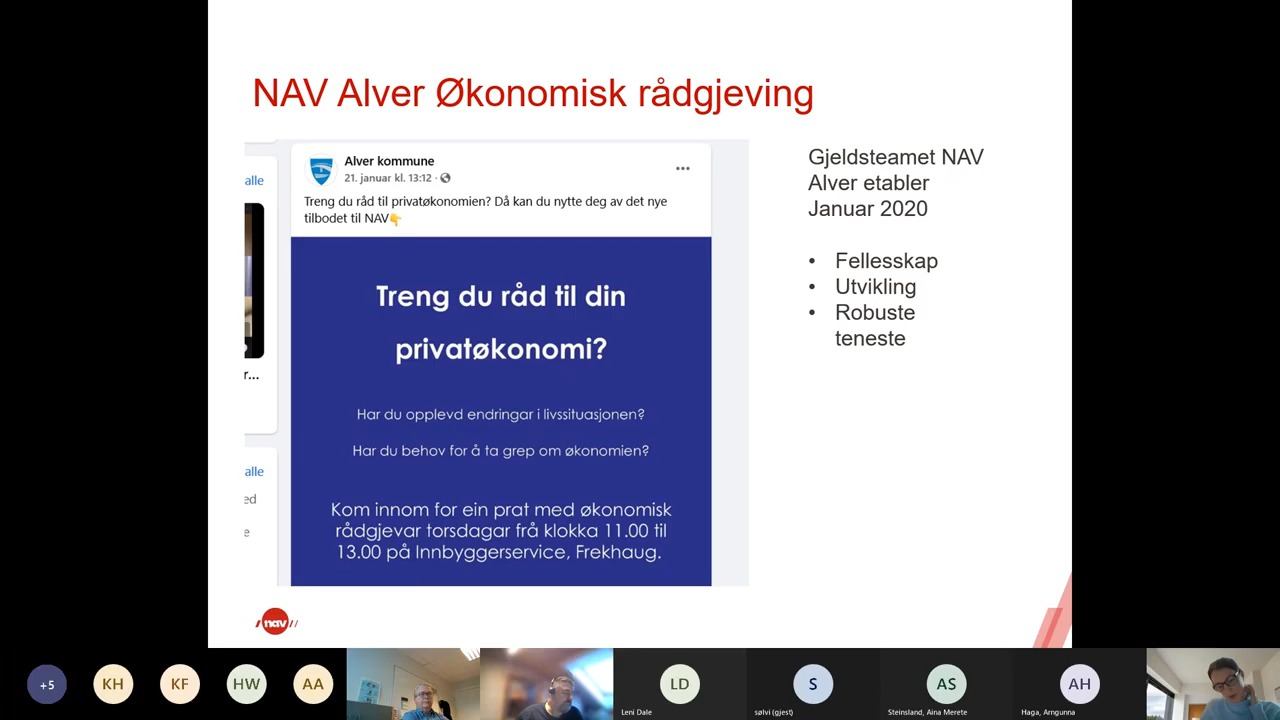 NAV Alver Økonomisk rådgjeving
alle
r...
alle
ed
e
Alver kommune
21. januar kl. 13:12 ·
Treng du råd til privatøkonomien? Då kan du nytte deg av det nye
tilbodet til NAV👇
Treng du råd til din
privatøkonomi?
Har du opplevd endringar i livssituasjonen?
Har du behov for å ta grep om økonomien?
Kom innom for ein prat med økonomisk
rådgjevar torsdagar frå klokka 11.00 til
13.00 på Innbyggerservice, Frekhaug.
Gjeldsteamet NAV
Alver etabler
Januar 2020
• Fellesskap
• Utvikling
• Robuste
teneste
nav
+5
KH
KF
HW
AA
LD
Leni Dale
S
sølvi (gjest)
AS
Steinsland, Aina Merete
AH
Haga, Arngunna